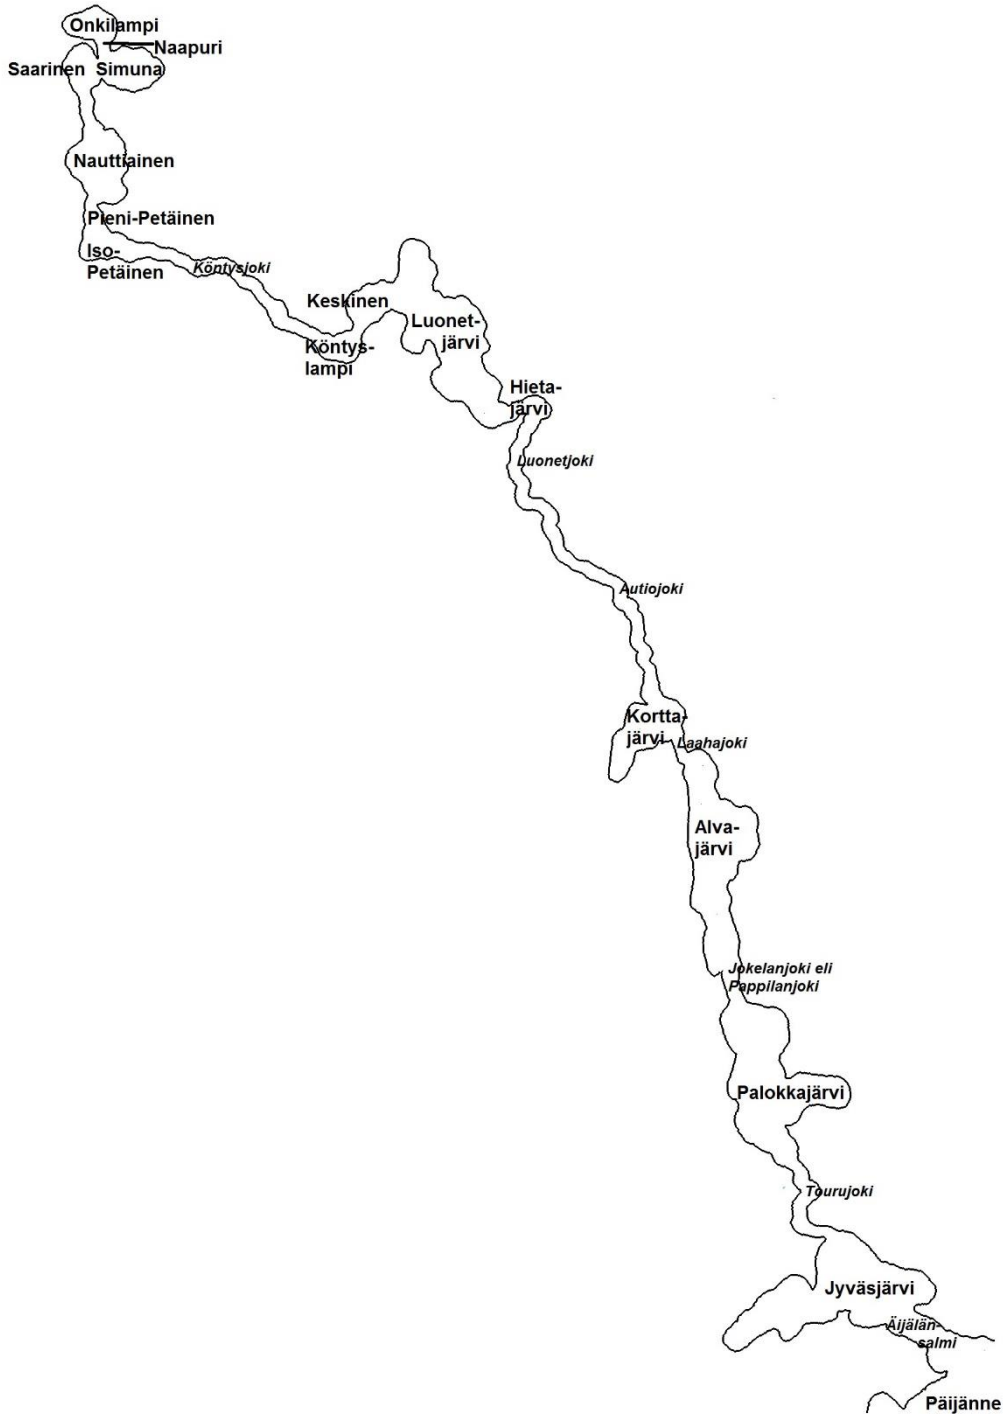 Onkilampi
Naapuri
Saarinen Simuna
Nauttiainen
Pieni-Petäinen
Iso-
Petäinen
Köntysjoki
Keskinen
Luonet-
järvi
Köntys-
lampi
Hieta-
järvi
Luonetjoki
Autiojoki
Kortta-
järvi
Laahajoki
Alva-
järvi
Jokelanjoki eli
Pappilanjoki
Palokkajärvi
Tourujoki
Jyväsjärvi
Äijälän-
salmi
Päijänne